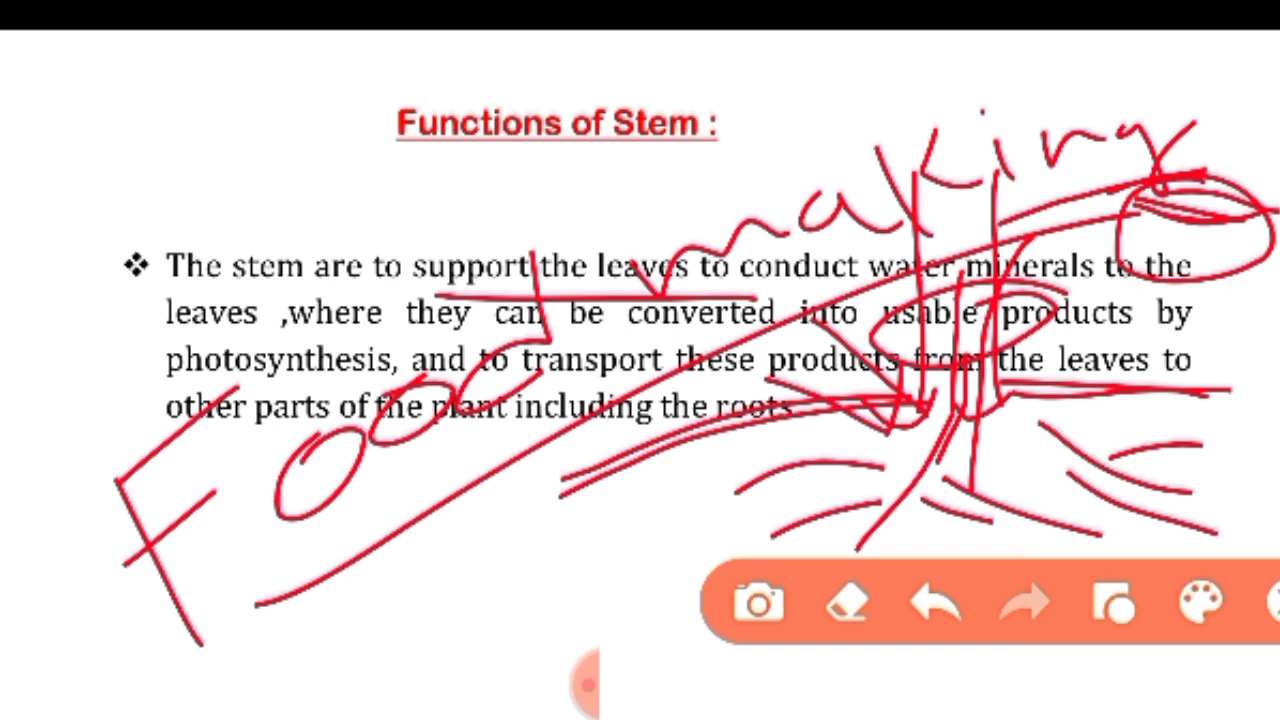 Functions of Stem :
❖ The stem are to support the leaves to conduct water minerals to the
leaves ,where they can be converted into usable products by
photosynthesis, and to transport these products from the leaves to
other parts of the plant including the roots.
Food making